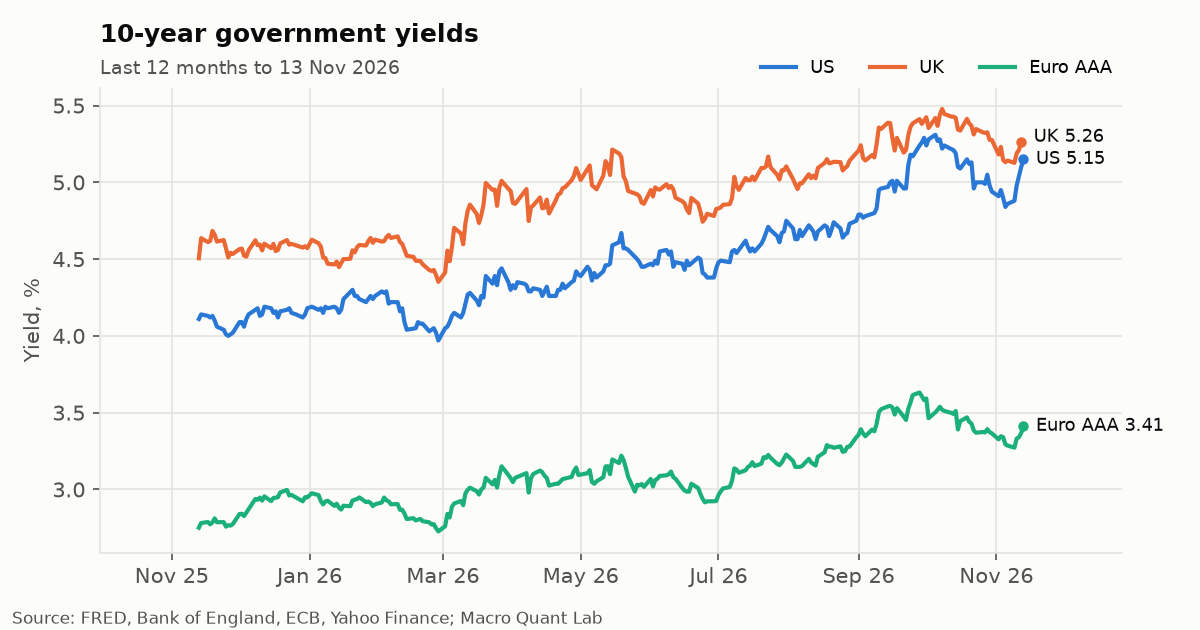 10-year government yields
Last 12 months to 13 Nov 2026
US UK Euro AAA
5.5
5.0
4.5
4.0
3.5
3.0
Yield, %
UK 5.26
US 5.15
Euro AAA 3.41
Nov 25 Jan 26 Mar 26 May 26 Jul 26 Sep 26 Nov 26
Source: FRED, Bank of England, ECB, Yahoo Finance; Macro Quant Lab